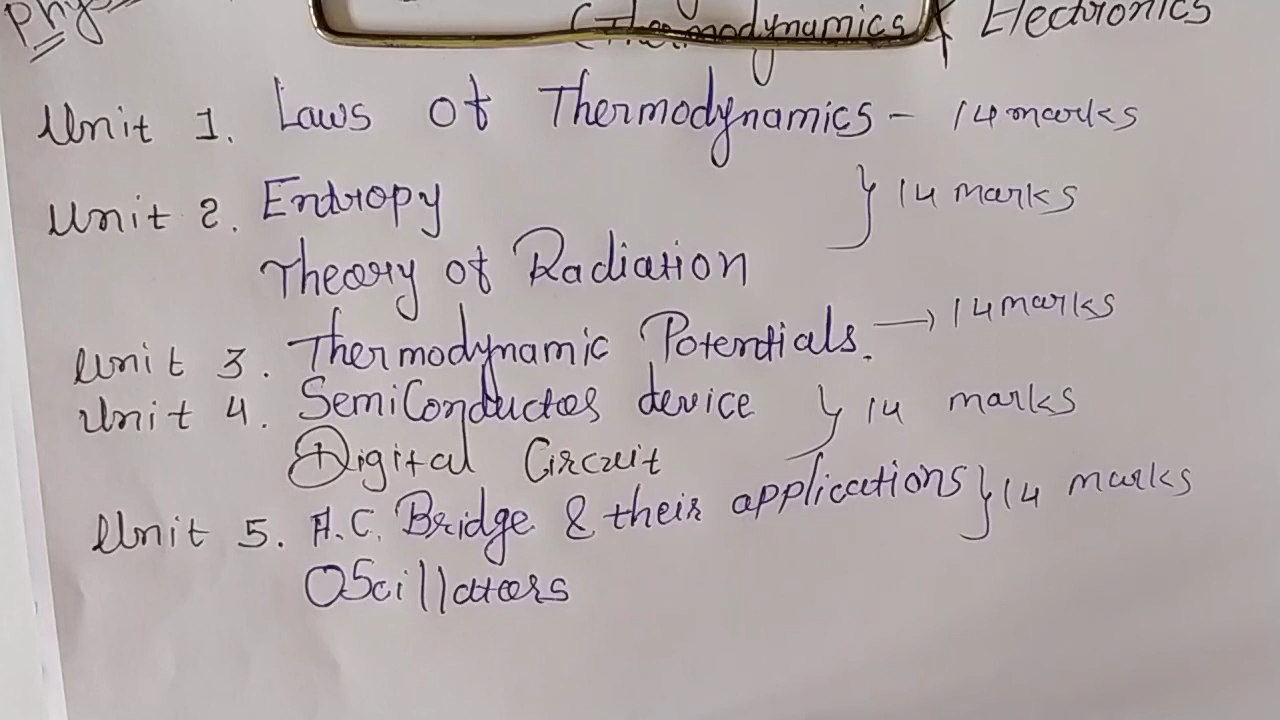 (Thermodynamics & Electronics
Unit 1. Laws of Thermodynamics - 14 marks
Unit 2. Entropy } 14 marks
Theory of Radiation
Unit 3. Thermodynamic Potentials. → 14 marks
Unit 4. SemiConductors device } 14 marks
Digital Circuit
Unit 5. A.C. Bridge & their applications } 14 marks
OScillators